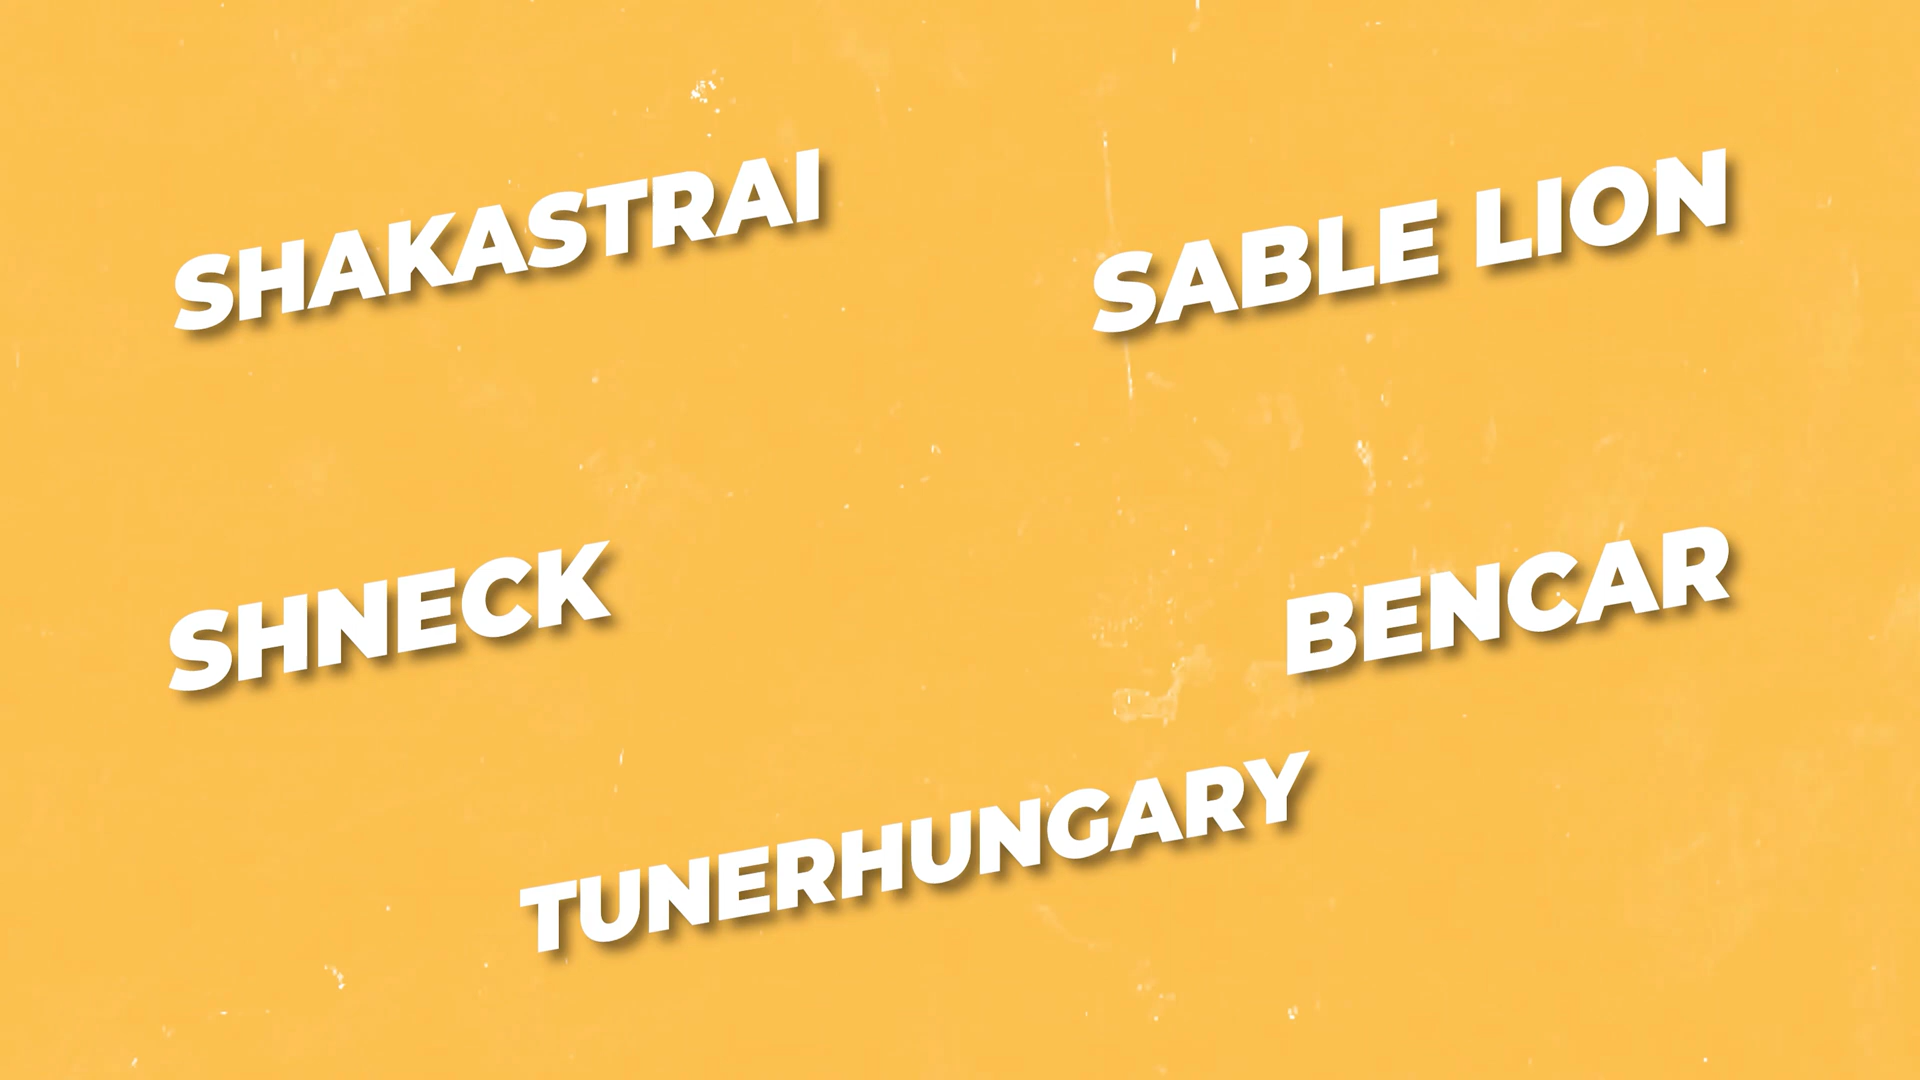 SHAKASTRAI
SABLE LION
SHNECK
BENCAR
TUNERHUNGARY